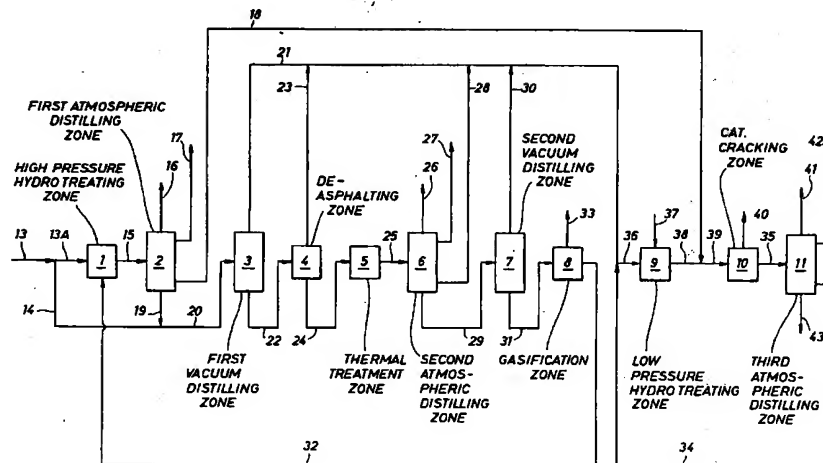 18
21
23
28
30
FIRST ATMOSPHERIC
DISTILLING
ZONE
17
16
HIGH PRESSURE
HYDRO TREATING
ZONE
27
26
SECOND
VACUUM
DISTILLING
ZONE
CAT.
CRACKING
ZONE
42
41
DE-
ASPHALTING
ZONE
33
37
40
13
13A
15
25
36
38
39
35
1
2
3
4
5
6
7
8
9
10
11
14
19
20
22
24
29
31
43
FIRST
VACUUM
DISTILLING
ZONE
THERMAL
TREATMENT
ZONE
SECOND
ATMOS-
PHERIC
DISTILLING
ZONE
GASIFICATION
ZONE
LOW
PRESSURE
HYDRO TREATING
ZONE
THIRD
ATMOS-
PHERIC
DISTILLING
ZONE
32
34